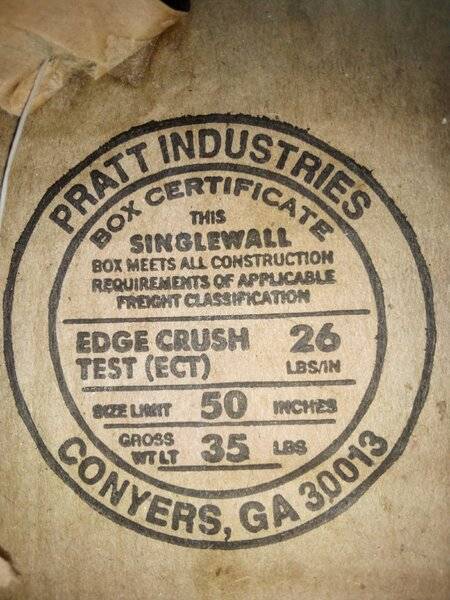 PRATT INDUSTRIES
BOX CERTIFICATE
THIS
SINGLEWALL
BOX MEETS ALL CONSTRUCTION
REQUIREMENTS OF APPLICABLE
FREIGHT CLASSIFICATION
EDGE CRUSH 26
TEST (ECT) LBS/IN
SIZE LIMIT 50 INCHES
GROSS
WT LT 35 LBS
CONYERS, GA 30013